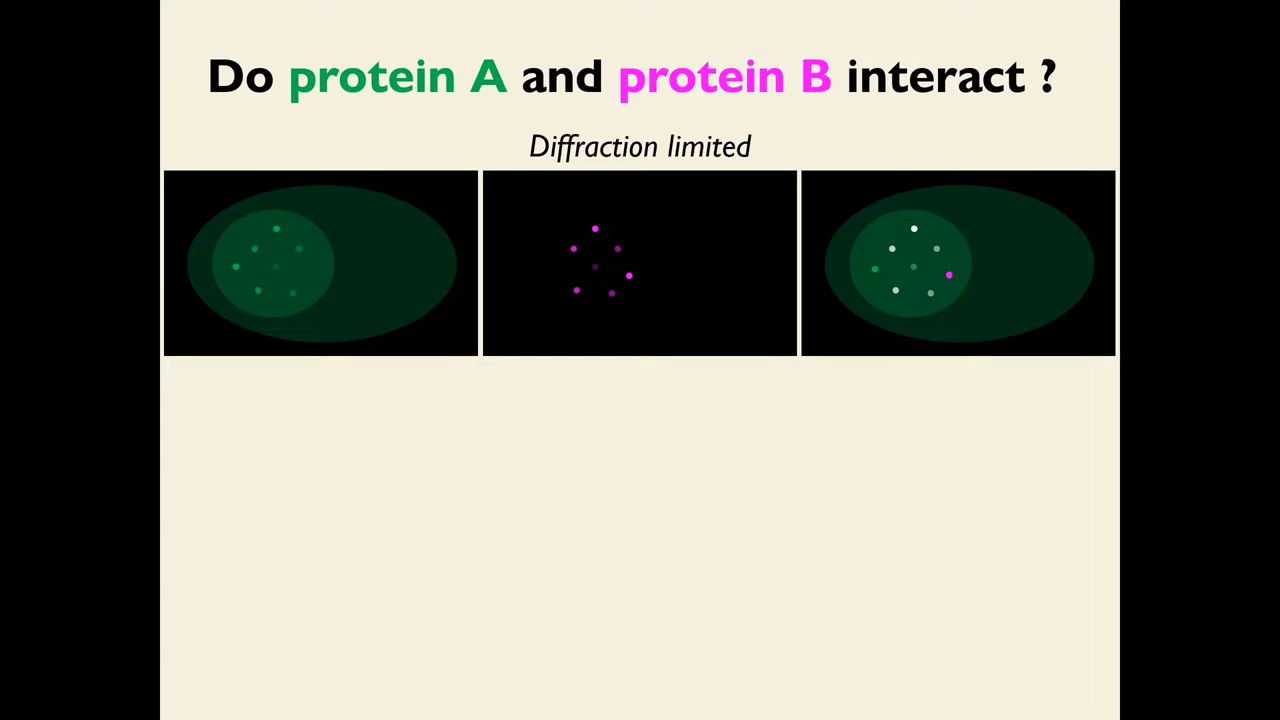 Do protein A and protein B interact ?
Diffraction limited